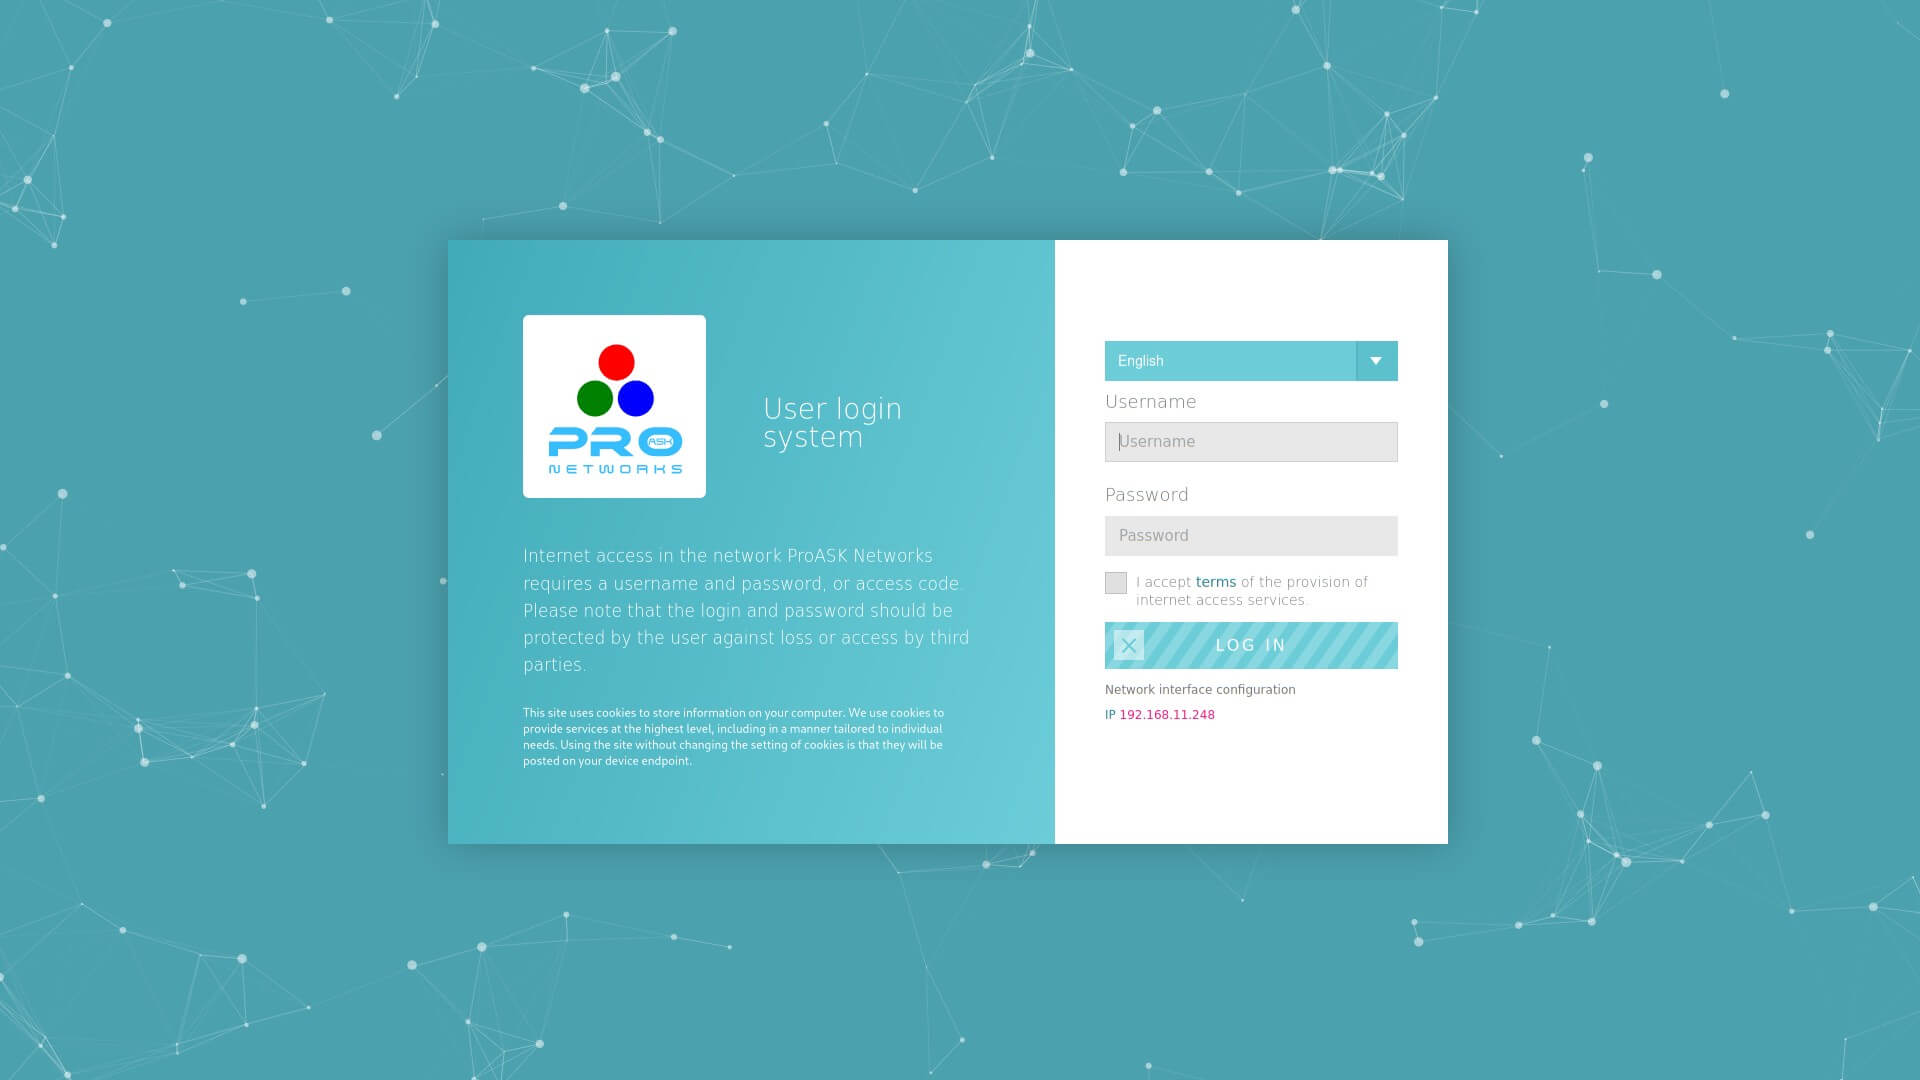 PRO ASK
NETWORKS
User login
system
Internet access in the network ProASK Networks
requires a username and password, or access code.
Please note that the login and password should be
protected by the user against loss or access by third
parties.
This site uses cookies to store information on your computer. We use cookies to
provide services at the highest level, including in a manner tailored to individual
needs. Using the site without changing the setting of cookies is that they will be
posted on your device endpoint.
English
Username
Username
Password
Password
I accept terms of the provision of
internet access services.
LOG IN
Network interface configuration
IP 192.168.11.248